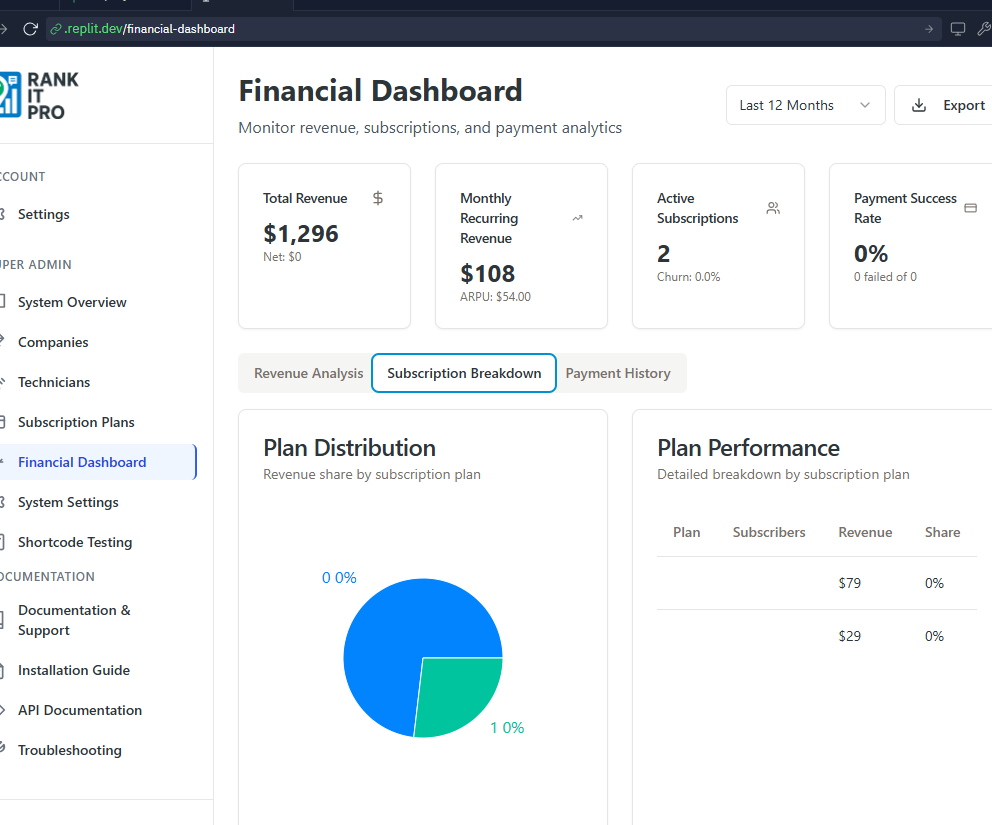 .replit.dev/financial-dashboard
RANK
IT
PRO
Financial Dashboard
Monitor revenue, subscriptions, and payment analytics
Last 12 Months
Export
Settings
System Overview
Companies
Technicians
Subscription Plans
Financial Dashboard
System Settings
Shortcode Testing
Documentation &
Support
Installation Guide
API Documentation
Troubleshooting
Total Revenue
$
$1,296
Net: $0
Monthly
Recurring
Revenue
$108
ARPU: $54.00
Active
Subscriptions
2
Churn: 0.0%
Payment Success
Rate
0%
0 failed of 0
Revenue Analysis
Subscription Breakdown
Payment History
Plan Distribution
Revenue share by subscription plan
0 0%
1 0%
Plan Performance
Detailed breakdown by subscription plan
Plan Subscribers Revenue Share
$79 0%
$29 0%